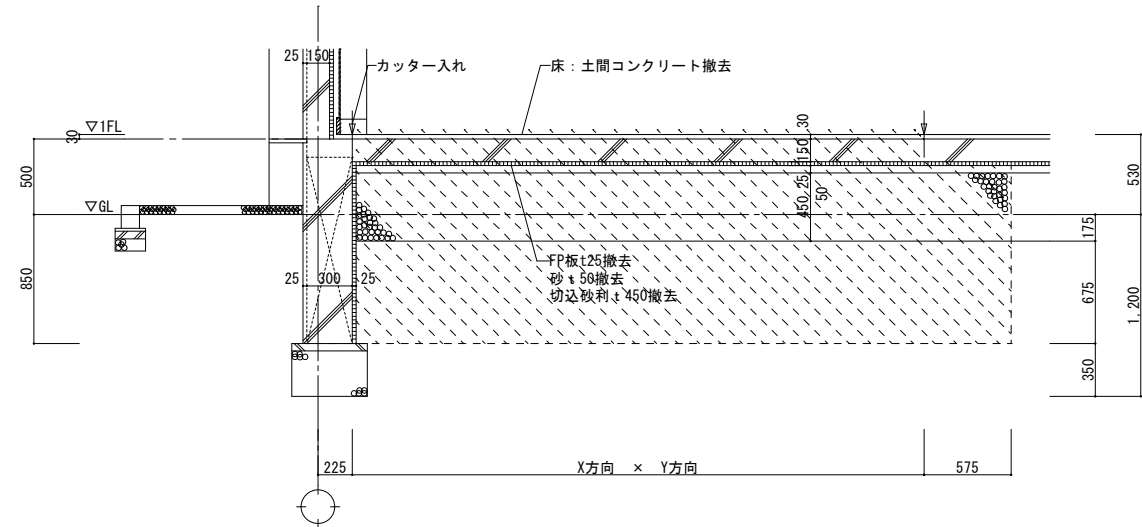 25 150
カッター入れ
床：土間コンクリート撤去
▽1FL
30
30
150
500
530
25
50
450
▽GL
175
FP板t25撤去
砂 t 50撤去
切込砂利 t 450撤去
25 300 25
850
675
1,200
350
225
X方向 × Y方向
575